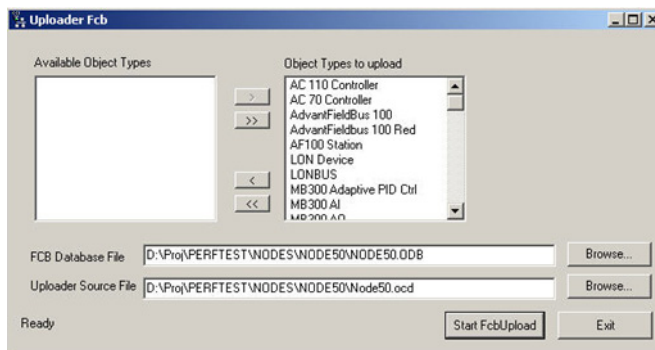 Uploader Fcb
Available Object Types
Object Types to upload
AC 110 Controller
AC 70 Controller
AdvantFieldBus 100
AdvantFieldbus 100 Red
AF100 Station
LON Device
LONBUS
MB300 Adaptive PID Ctrl
MB300 AI
MB300 AO
>
>>
<
<<
FCB Database File D:\Proj\PERFTEST\NODES\NODE50\NODE50.ODB Browse...
Uploader Source File D:\Proj\PERFTEST\NODES\NODE50\Node50.ocd Browse...
Ready Start FcbUpload Exit